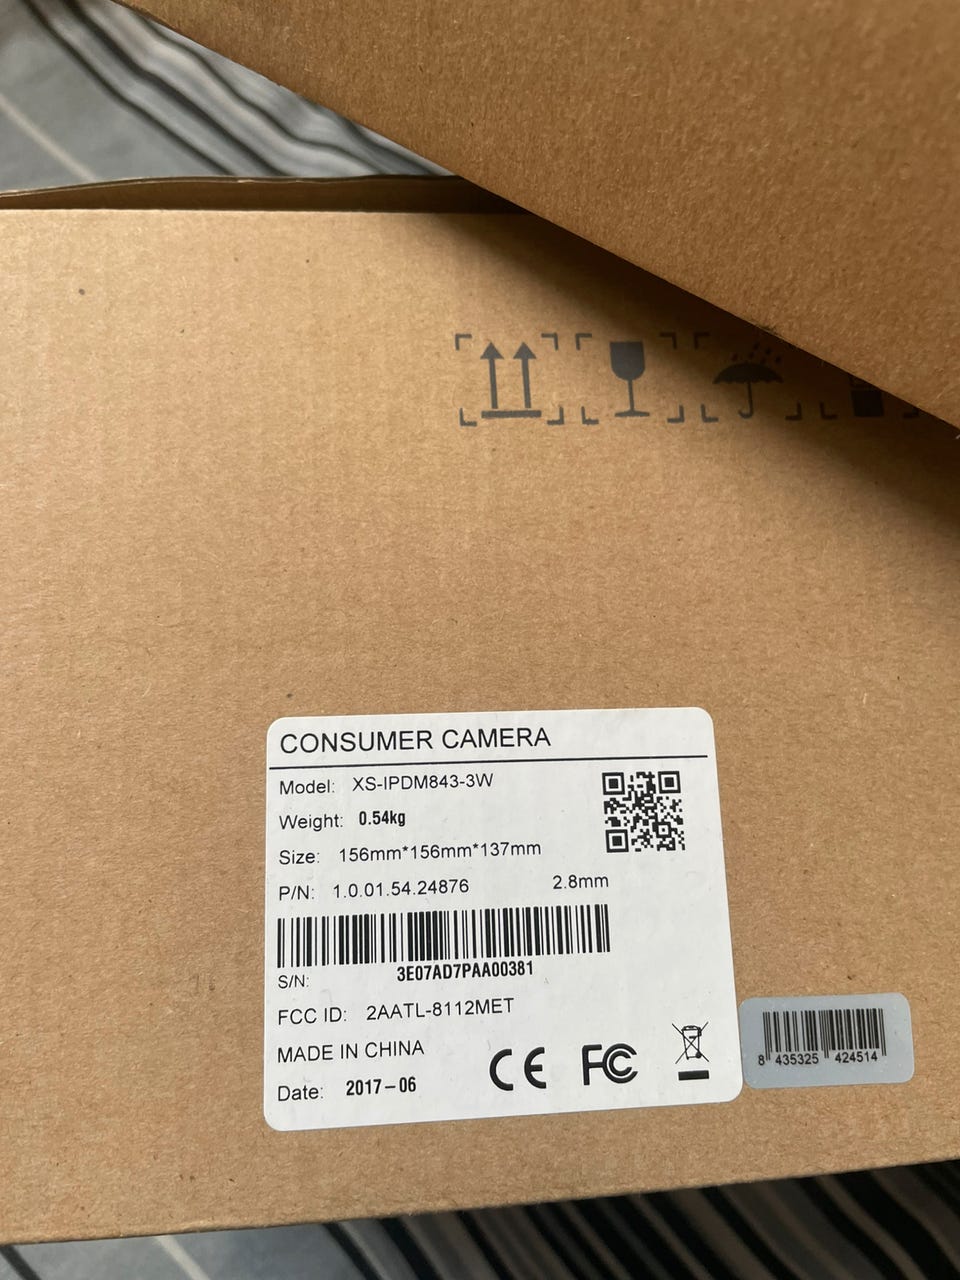 CONSUMER CAMERA
Model: XS-IPDM843-3W
Weight: 0.54kg
Size: 156mm*156mm*137mm
P/N: 1.0.01.54.24876 2.8mm
3E07AD7PAA00381
S/N:
FCC ID: 2AATL-8112MET
MADE IN CHINA
Date: 2017-06
CE FC
8 435325 424514